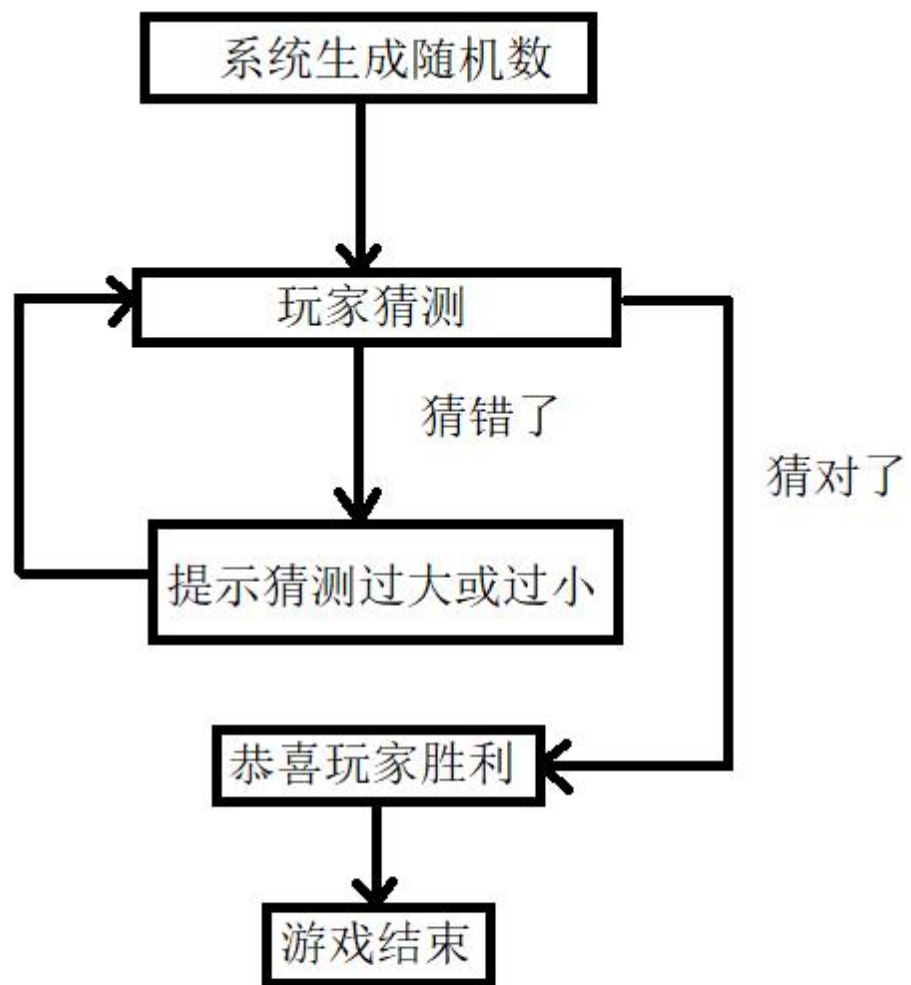 系统生成随机数
玩家猜测
猜错了
猜对了
提示猜测过大或过小
恭喜玩家胜利
游戏结束